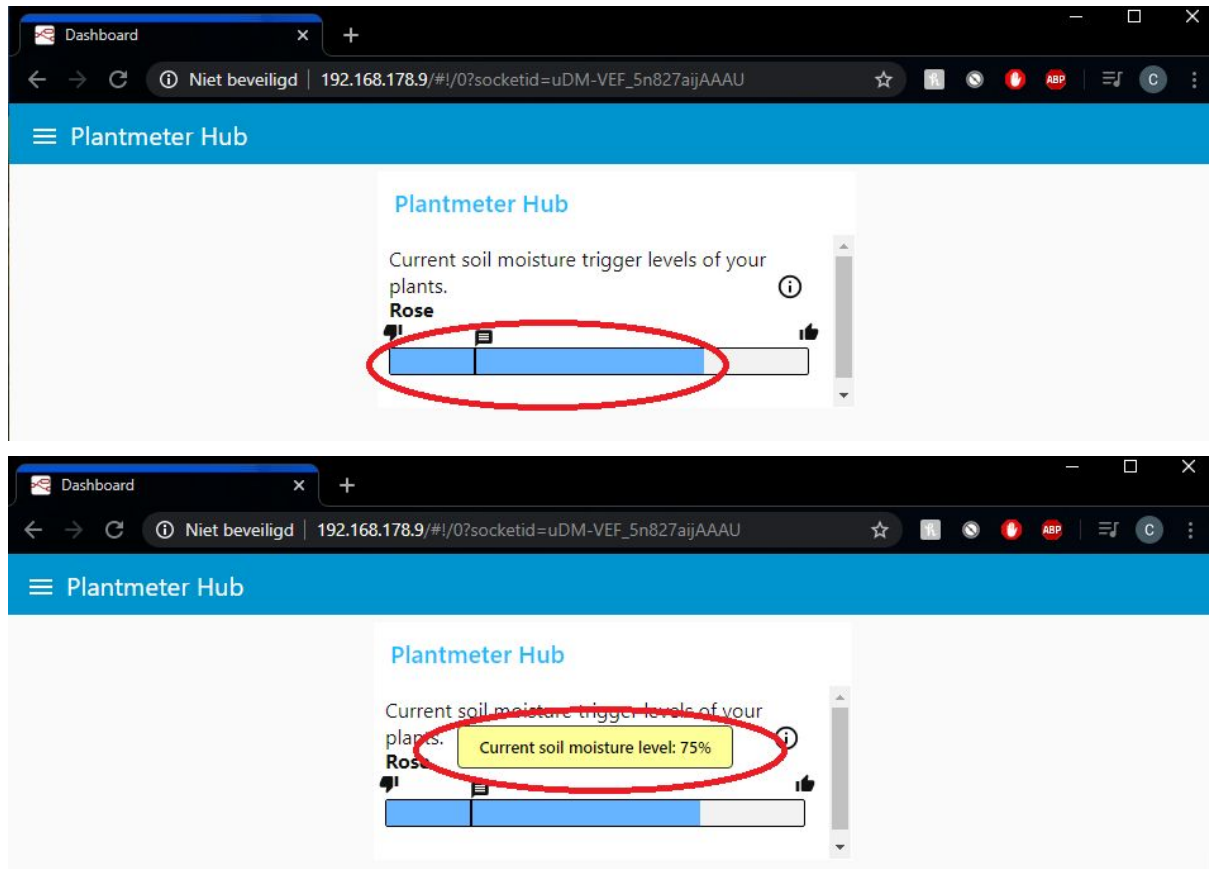 Dashboard
Niet beveiligd | 192.168.178.9/#!/0?socketid=uDM-VEF_5n827aijAAAU
ABP
C
Plantmeter Hub
Plantmeter Hub
Current soil moisture trigger levels of your
plants.
Rose
Dashboard
Niet beveiligd | 192.168.178.9/#!/0?socketid=uDM-VEF_5n827aijAAAU
ABP
C
Plantmeter Hub
Plantmeter Hub
Current soil moisture trigger levels of your
plants.
Current soil moisture level: 75%
Rose